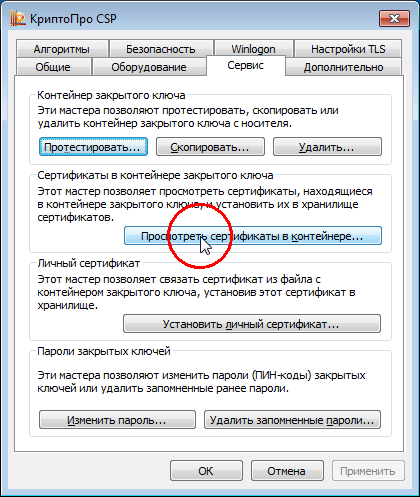 КриптоПро CSP
Алгоритмы Безопасность Winlogon Настройки TLS
Общие Оборудование Сервис Дополнительно
Контейнер закрытого ключа
Эти мастера позволяют протестировать, скопировать или
удалить контейнер закрытого ключа с носителя.
Протестировать... Скопировать... Удалить...
Сертификаты в контейнере закрытого ключа
Этот мастер позволяет просмотреть сертификаты, находящиеся
в контейнере закрытого ключа, и установить их в хранилище
сертификатов.
Просмотреть сертификаты в контейнере...
Личный сертификат
Этот мастер позволяет связать сертификат из файла с
контейнером закрытого ключа, установив этот сертификат в
хранилище.
Установить личный сертификат...
Пароли закрытых ключей
Эти мастера позволяют изменить пароли (ПИН-коды) закрытых
ключей или удалить запомненные ранее пароли.
Изменить пароль... Удалить запомненные пароли...
ОК Отмена Применить